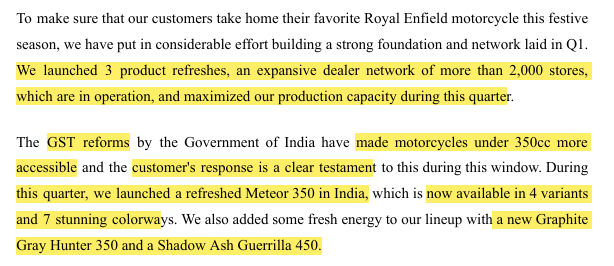 To make sure that our customers take home their favorite Royal Enfield motorcycle this festive
season, we have put in considerable effort building a strong foundation and network laid in Q1.
We launched 3 product refreshes, an expansive dealer network of more than 2,000 stores,
which are in operation, and maximized our production capacity during this quarter.
The GST reforms by the Government of India have made motorcycles under 350cc more
accessible and the customer's response is a clear testament to this during this window. During
this quarter, we launched a refreshed Meteor 350 in India, which is now available in 4 variants
and 7 stunning colorways. We also added some fresh energy to our lineup with a new Graphite
Gray Hunter 350 and a Shadow Ash Guerrilla 450.